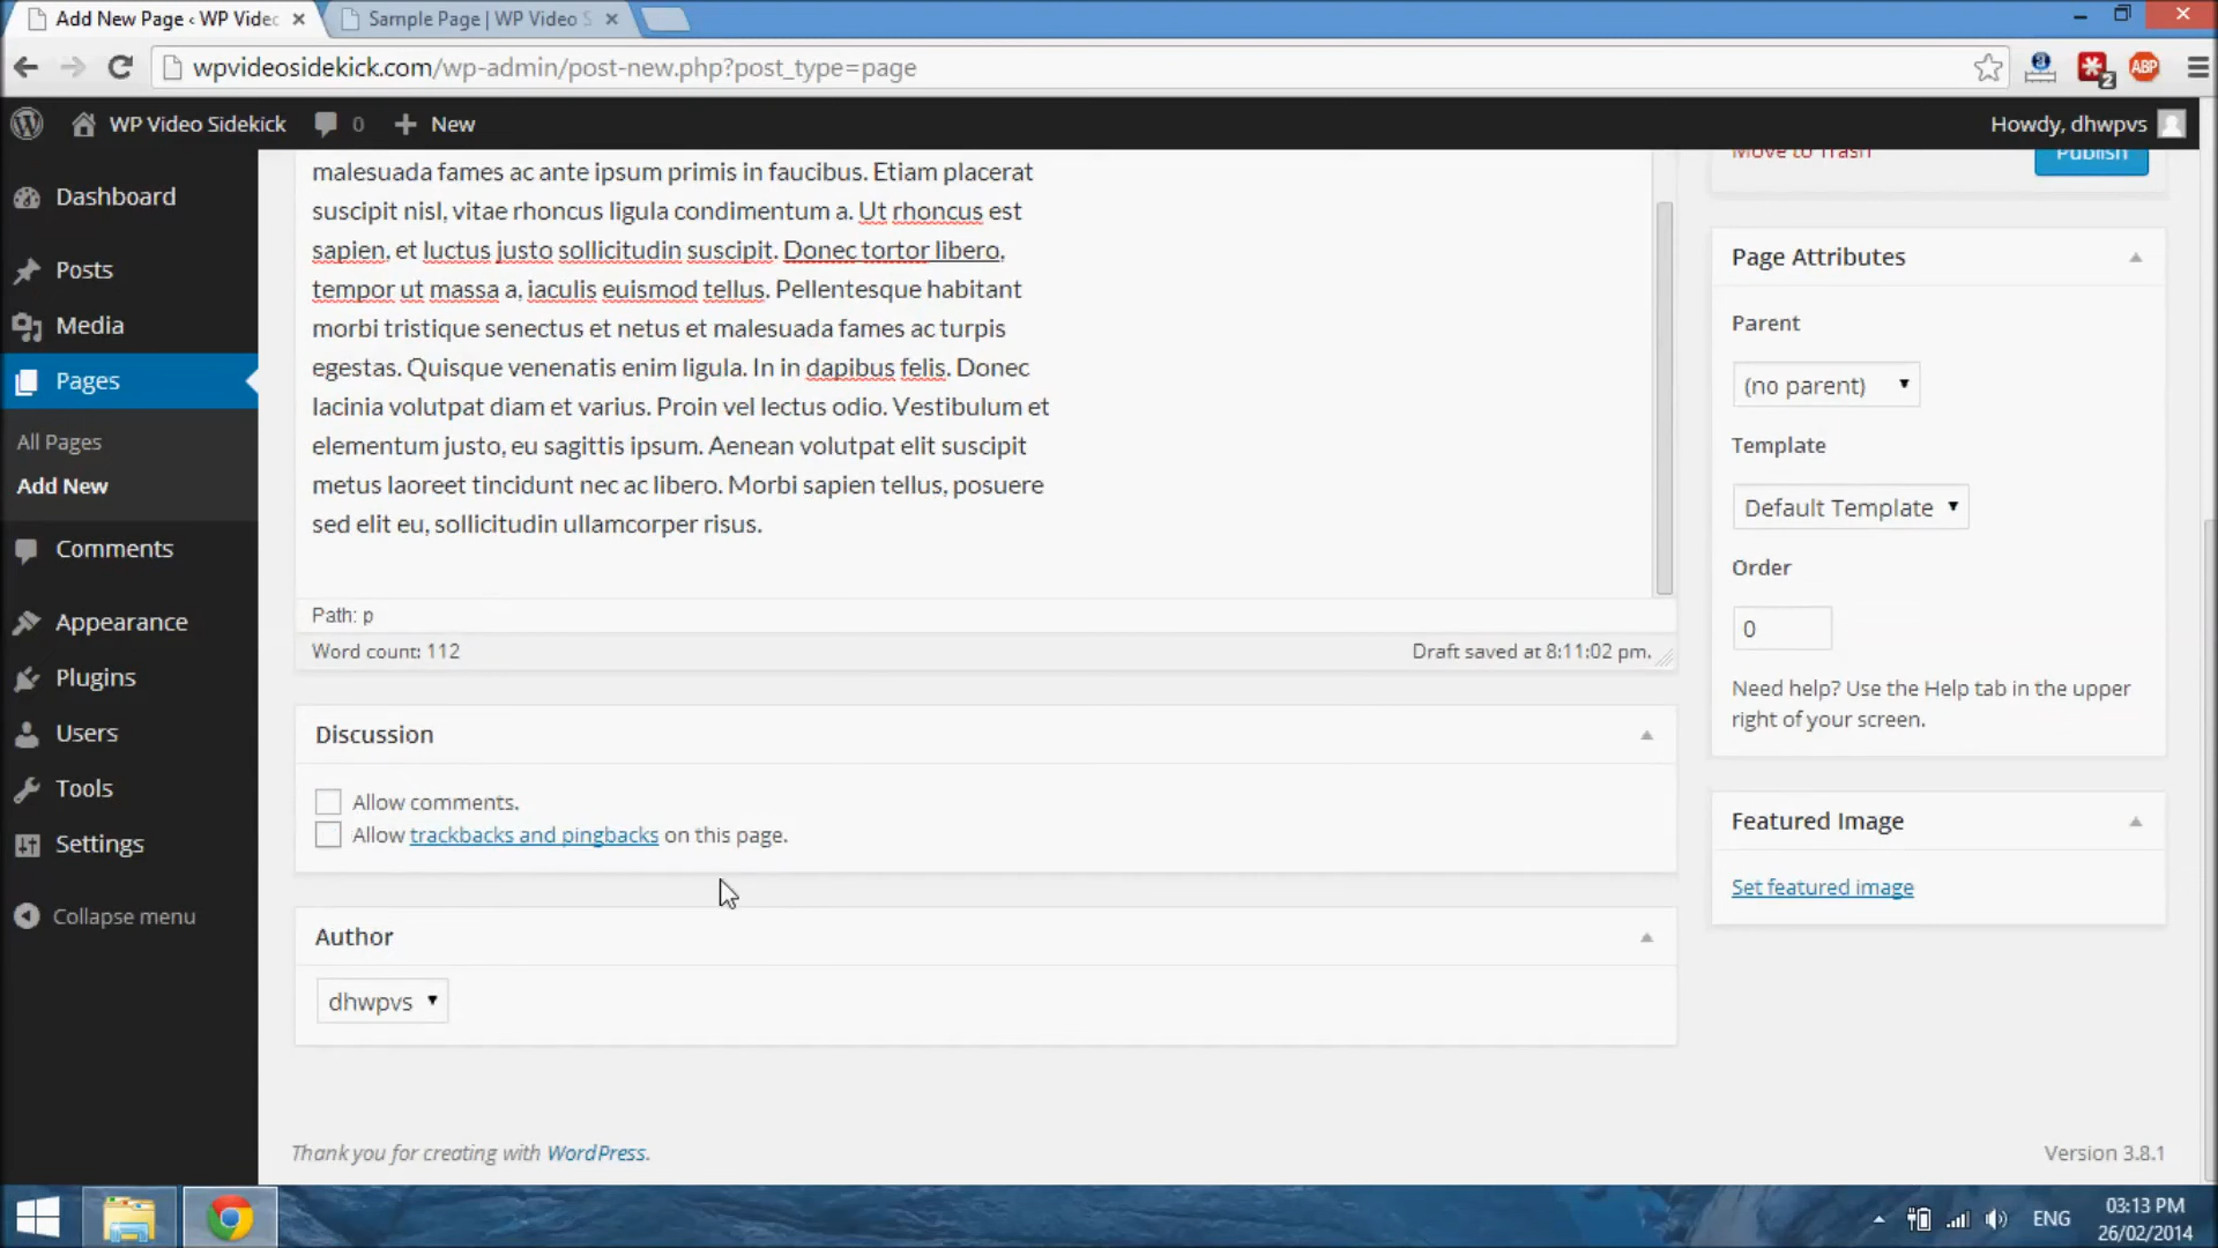 Add New Page ‹ WP Videc
Sample Page | WP Video S
wpvideosidekick.com/wp-admin/post-new.php?post_type=page
ABP
2
WP Video Sidekick
0
New
Howdy, dhwpvs
Dashboard
Posts
Media
Pages
All Pages
Add New
Comments
Appearance
Plugins
Users
Tools
Settings
Collapse menu
malesuada fames ac ante ipsum primis in faucibus. Etiam placerat
suscipit nisl, vitae rhoncus ligula condimentum a. Ut rhoncus est
sapien, et luctus justo sollicitudin suscipit. Donec tortor libero,
tempor ut massa a, iaculis euismod tellus. Pellentesque habitant
morbi tristique senectus et netus et malesuada fames ac turpis
egestas. Quisque venenatis enim ligula. In in dapibus felis. Donec
lacinia volutpat diam et varius. Proin vel lectus odio. Vestibulum et
elementum justo, eu sagittis ipsum. Aenean volutpat elit suscipit
metus laoreet tincidunt nec ac libero. Morbi sapien tellus, posuere
sed elit eu, sollicitudin ullamcorper risus.
Path: p
Word count: 112
Draft saved at 8:11:02 pm.
Discussion
Allow comments.
Allow trackbacks and pingbacks on this page.
Author
dhwpvs
Move to Trash
Publish
Page Attributes
Parent
(no parent)
Template
Default Template
Order
0
Need help? Use the Help tab in the upper
right of your screen.
Featured Image
Set featured image
Thank you for creating with WordPress.
Version 3.8.1
ENG
03:13 PM
26/02/2014